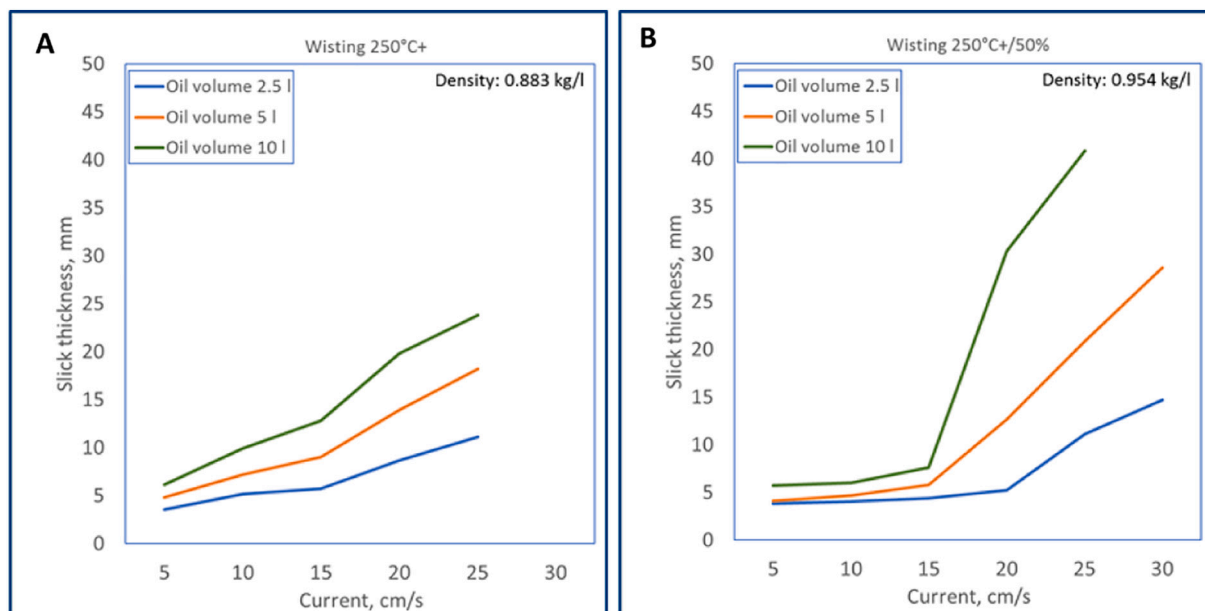 A
Wisting 250°C+
Density: 0.883 kg/l
Oil volume 2.5 l
Oil volume 5 l
Oil volume 10 l
Slick thickness, mm
50
45
40
35
30
25
20
15
10
5
0
5 10 15 20 25 30
Current, cm/s
B
Wisting 250°C+/50%
Density: 0.954 kg/l
Oil volume 2.5 l
Oil volume 5 l
Oil volume 10 l
Slick thickness, mm
50
45
40
35
30
25
20
15
10
5
0
5 10 15 20 25 30
Current, cm/s